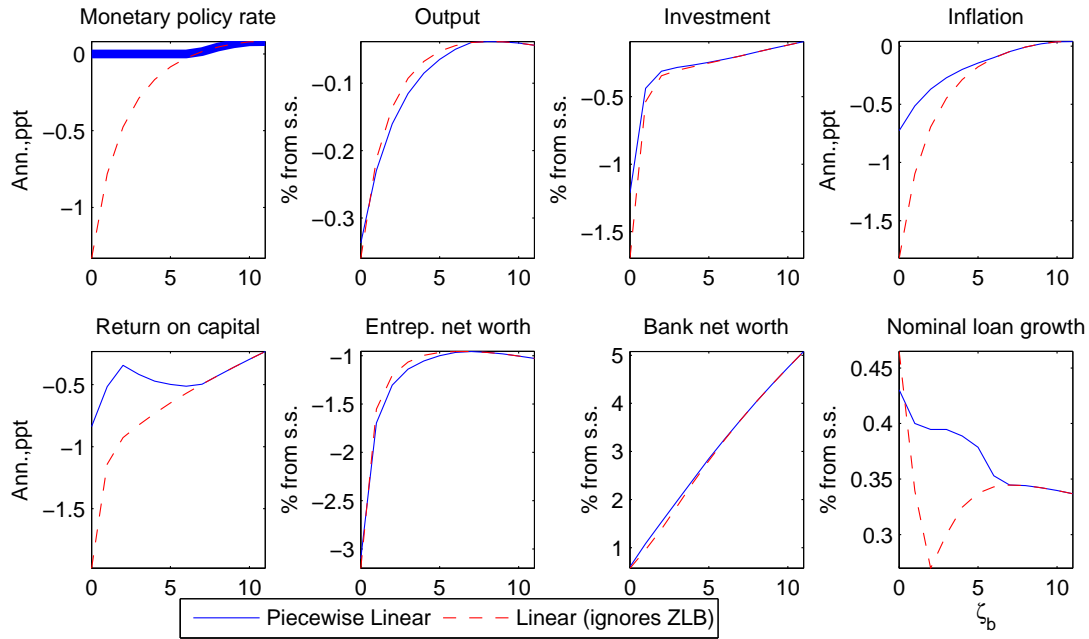 Monetary policy rate
Output
Investment
Inflation
Ann.,ppt
0
−0.5
−1
0 5 10
% from s.s.
−0.1
−0.2
−0.3
0 5 10
% from s.s.
−0.5
−1
−1.5
0 5 10
Ann.,ppt
0
−0.5
−1
−1.5
0 5 10
Return on capital
Entrep. net worth
Bank net worth
Nominal loan growth
Ann.,ppt
−0.5
−1
−1.5
0 5 10
% from s.s.
−1
−1.5
−2
−2.5
−3
0 5 10
% from s.s.
5
4
3
2
1
0 5 10
% from s.s.
0.45
0.4
0.35
0.3
0 5 10
ζb
Piecewise Linear
Linear (ignores ZLB)